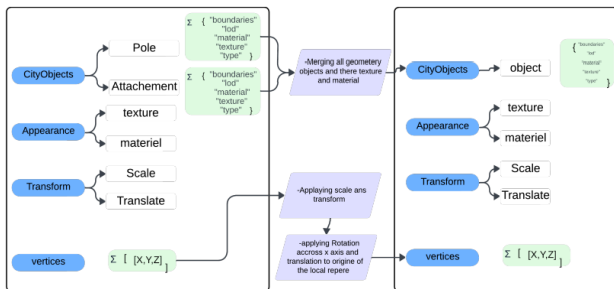 Σ { "boundaries"
"lod"
"material"
"texture"
"type" }
Pole
CityObjects
Attachement
Σ { "boundaries"
"lod"
"material"
"texture"
"type" }
texture
Appearance
materiel
Scale
Transform
Translate
vertices
Σ [ [X,Y,Z] ]
-Merging all geometery
objects and there texture
and material
-Applaying scale ans
transform
-applying Rotation
accross x axis and
translation to origine of
the local repere
CityObjects
object
Σ { "boundaries"
"lod"
"material"
"texture"
"type" }
texture
Appearance
materiel
Scale
Transform
Translate
vertices
Σ [ [X,Y,Z] ]